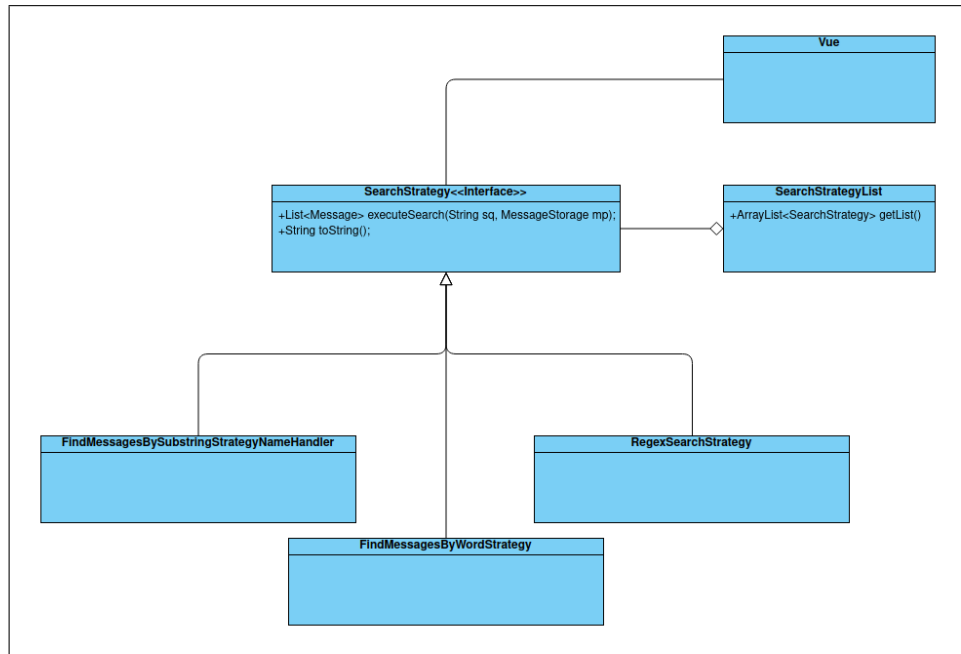 Vue
SearchStrategy<<Interface>>
+List<Message> executeSearch(String sq, MessageStorage mp);
+String toString();
SearchStrategyList
+ArrayList<SearchStrategy> getList()
FindMessagesBySubstringStrategyNameHandler
RegexSearchStrategy
FindMessagesByWordStrategy